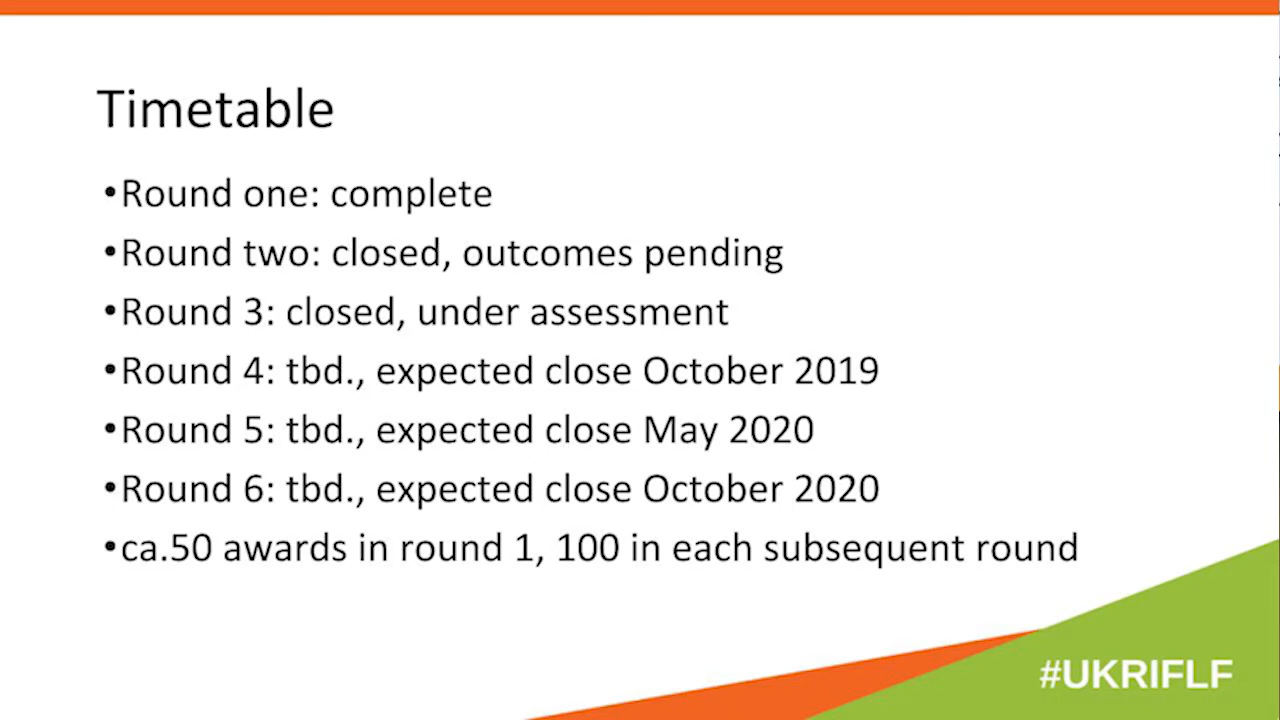 Timetable
•Round one: complete
•Round two: closed, outcomes pending
•Round 3: closed, under assessment
•Round 4: tbd., expected close October 2019
•Round 5: tbd., expected close May 2020
•Round 6: tbd., expected close October 2020
•ca.50 awards in round 1, 100 in each subsequent round
#UKRIFLF